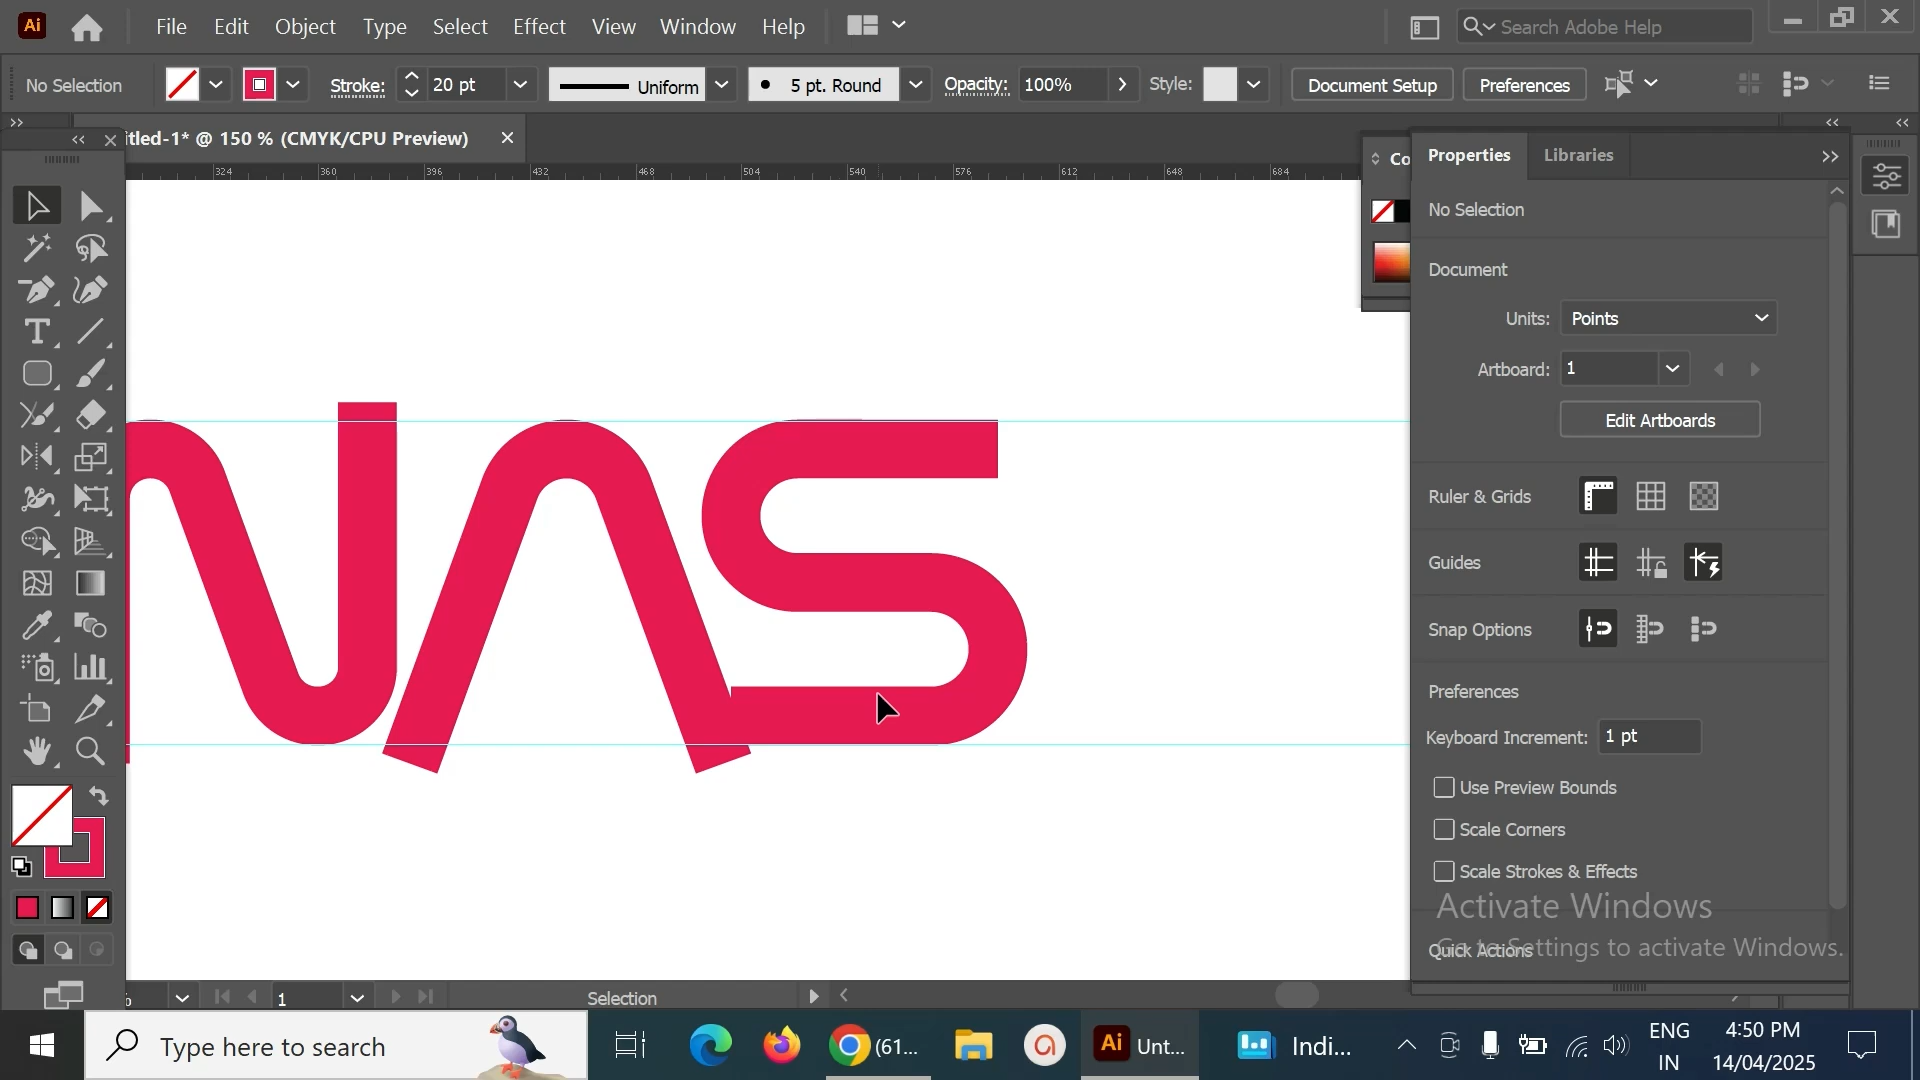 Ai File Edit Object Type Select Effect View Window Help Search Adobe Help
No Selection Stroke: 20 pt Uniform 5 pt. Round Opacity: 100% Style: Document Setup Preferences
itled-1* @ 150 % (CMYK/CPU Preview)
324 360 396 432 468 504 540 576 612 648 684
Co
Properties Libraries
No Selection
Document
Units: Points
Artboard: 1
Edit Artboards
Ruler & Grids
Guides
Snap Options
Preferences
Keyboard Increment: 1 pt
Use Preview Bounds
Scale Corners
Scale Strokes & Effects
Quick Actions
Activate Windows
Go to Settings to activate Windows.
NAS
% 1 Selection
Type here to search
(61...
Ai Unt...
Indi...
ENG
IN
4:50 PM
14/04/2025